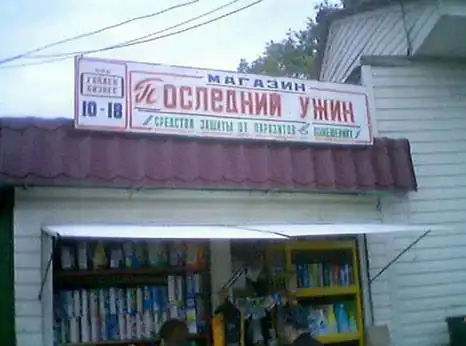 МАГАЗИН
ПОСЛЕДНИЙ УЖИН
10-18
СРЕДСТВА ЗАЩИТЫ ОТ ПАРАЗИТОВ